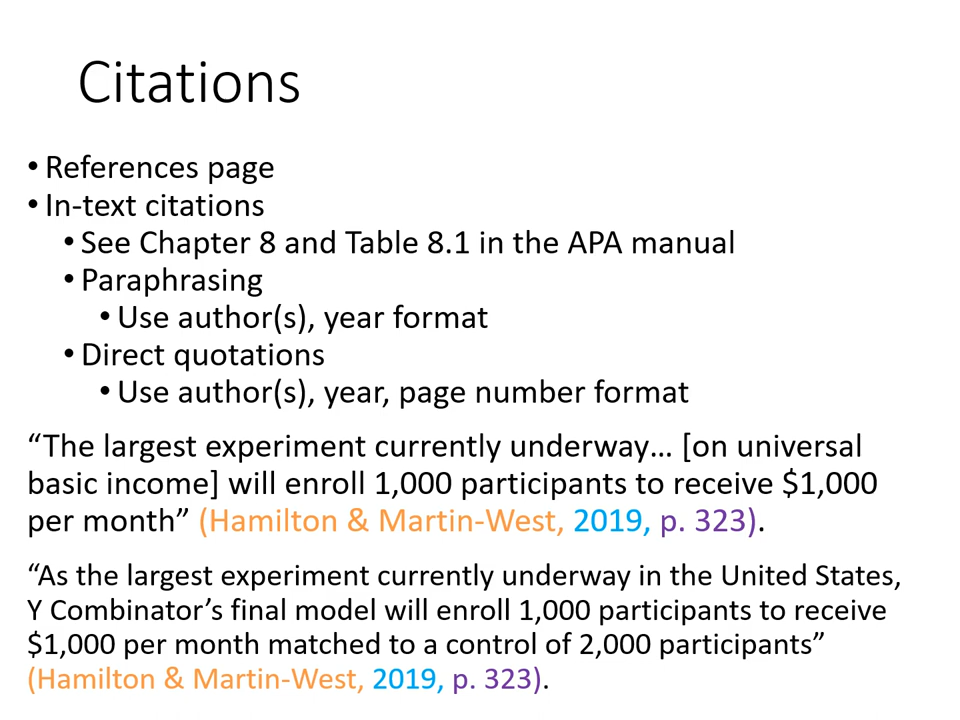 Citations
• References page
• In-text citations
• See Chapter 8 and Table 8.1 in the APA manual
• Paraphrasing
• Use author(s), year format
• Direct quotations
• Use author(s), year, page number format
“The largest experiment currently underway… [on universal
basic income] will enroll 1,000 participants to receive $1,000
per month” (Hamilton & Martin-West, 2019, p. 323).
“As the largest experiment currently underway in the United States,
Y Combinator’s final model will enroll 1,000 participants to receive
$1,000 per month matched to a control of 2,000 participants”
(Hamilton & Martin-West, 2019, p. 323).